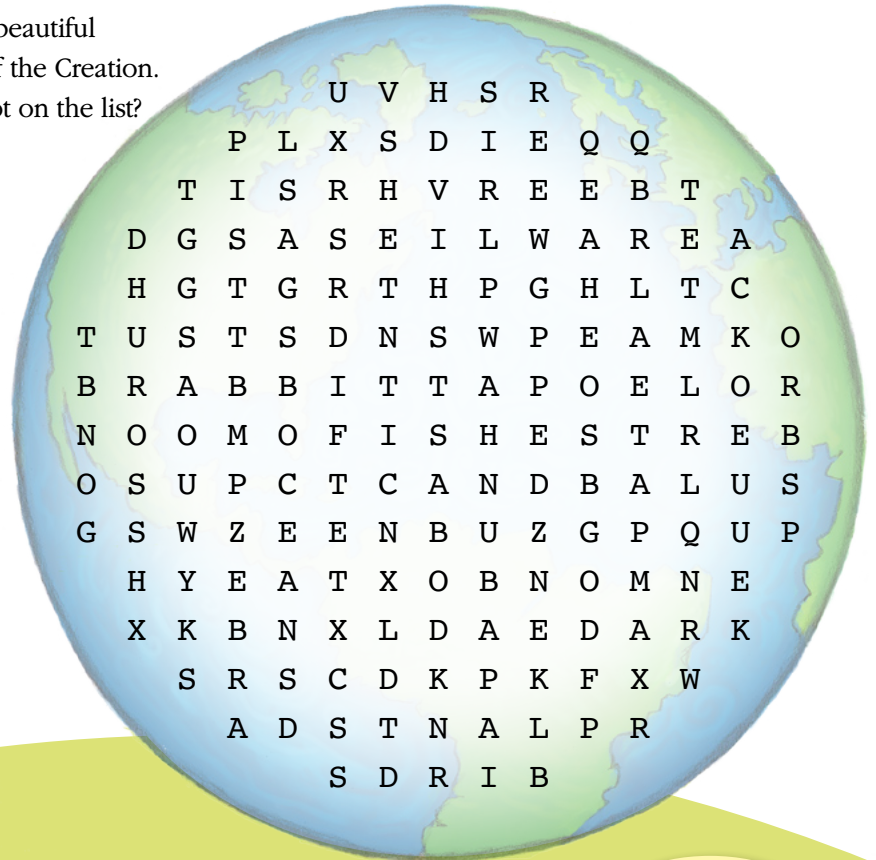 beautiful
f the Creation.
ot on the list?
U V H S R
P L X S D I E Q Q
T I S R H V R E E B T
D G S A S E I L W A R E A
H G T G R T H P G H L T C
T U S T S D N S W P E A M K O
B R A B B I T T A P O E L O R
N O O M O F I S H E S T R E B
O S U P C T C A N D B A L U S
G S W Z E E N B U Z G P Q U P
H Y E A T X O B N O M N E
X K B N X L D A E D A R K
S R S C D K P K F X W
A D S T N A L P R
S D R I B